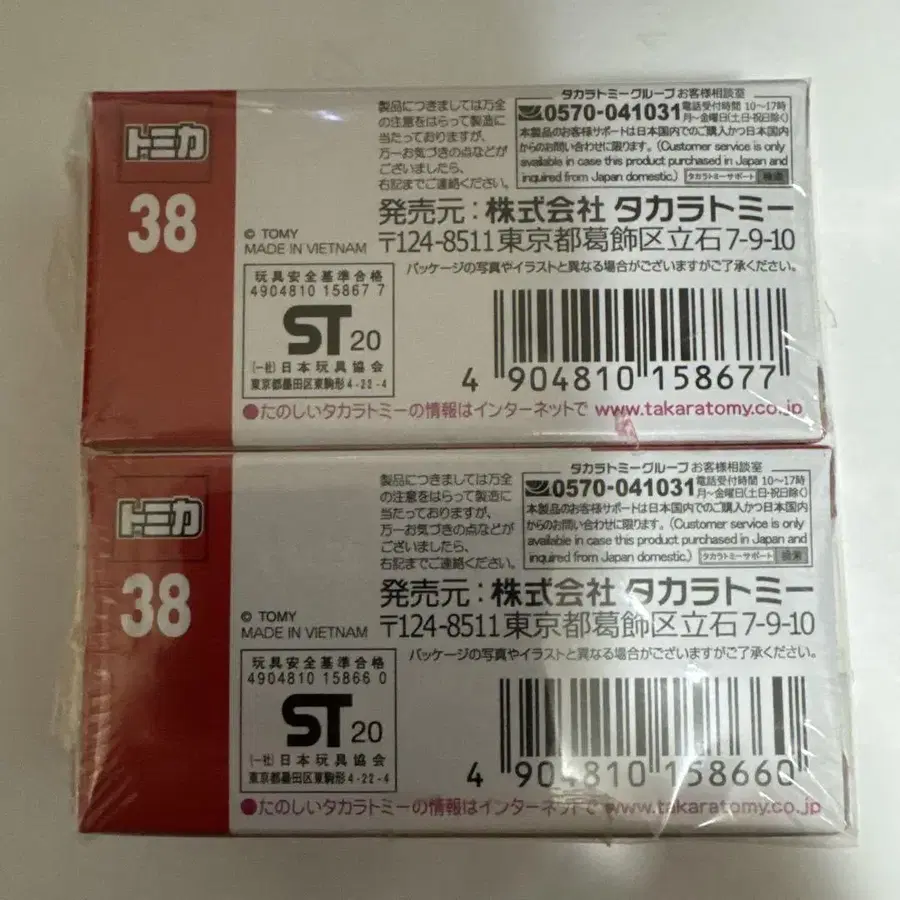 トミカ
38
© TOMY
MADE IN VIETNAM
製品につきましては万全
の注意をはらって製造に
当たっておりますが、
万一お気づきの点などが
ございましたら、
右記までご連絡ください。
タカラトミーグループ お客様相談室
0570-041031 電話受付時間 10〜17時
月〜金曜日(土・日・祝日除く)
本製品のお客様サポートは日本国内でのご購入かつ日本国内
からのお問い合わせに限ります。(Customer service is only
available in case this product purchased in Japan and
inquired from Japan domestic.) タカラトミーサポート 検索
発売元:株式会社 タカラトミー
〒124-8511 東京都葛飾区立石7-9-10
パッケージの写真やイラストと異なる場合がございますがご了承ください。
玩具安全基準合格
4904810 15867 7
ST 20
(一社)日本玩具協会
東京都墨田区東駒形4-22-4
4 904810 158677
●たのしいタカラトミーの情報はインターネットで www.takaratomy.co.jp
トミカ
38
© TOMY
MADE IN VIETNAM
製品につきましては万全
の注意をはらって製造に
当たっておりますが、
万一お気づきの点などが
ございましたら、
右記までご連絡ください。
タカラトミーグループ お客様相談室
0570-041031 電話受付時間 10〜17時
月〜金曜日(土・日・祝日除く)
本製品のお客様サポートは日本国内でのご購入かつ日本国内
からのお問い合わせに限ります。(Customer service is only
available in case this product purchased in Japan and
inquired from Japan domestic.) タカラトミーサポート 検索
発売元:株式会社 タカラトミー
〒124-8511 東京都葛飾区立石7-9-10
パッケージの写真やイラストと異なる場合がございますがご了承ください。
玩具安全基準合格
4904810 15866 0
ST 20
(一社)日本玩具協会
東京都墨田区東駒形4-22-4
4 904810 158660
●たのしいタカラトミーの情報はインターネットで www.takaratomy.co.jp